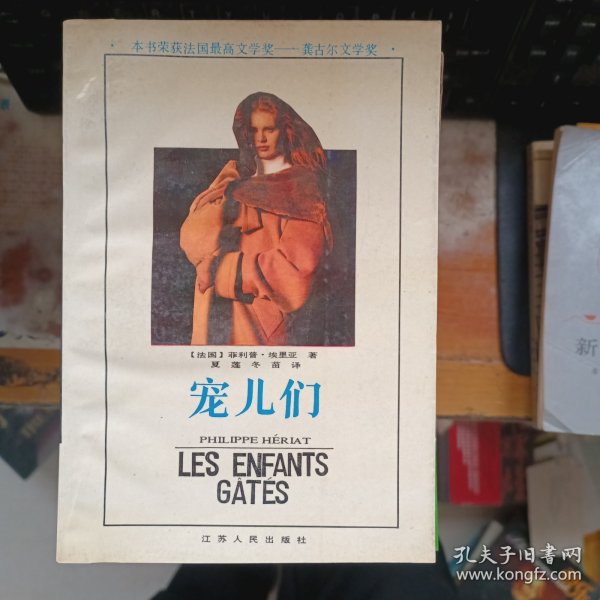 · 本书荣获法国最高文学奖——龚古尔文学奖 ·
【法国】菲利普·埃里亚 著
夏莲冬苗译
宠儿们
PHILIPPE HÉRIAT
LES ENFANTS
GÂTÉS
江苏人民出版社
新
孔夫子旧书网
www.kongfz.com